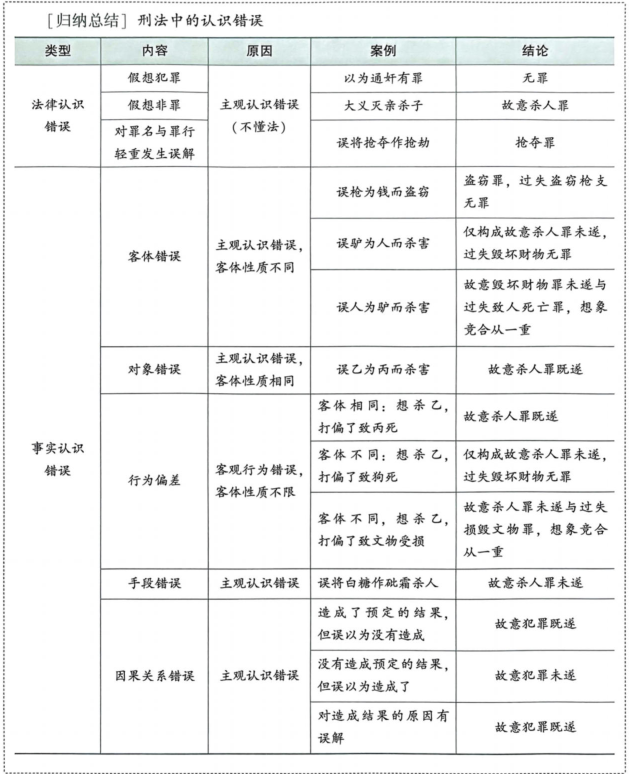 [归纳总结] 刑法中的认识错误
类型 内容 原因 案例 结论
法律认识
错误
假想犯罪
主观认识错误
(不懂法)
以为通奸有罪
无罪
假想非罪
大义灭亲杀子
故意杀人罪
对罪名与罪行
轻重发生误解
误将抢夺作抢劫
抢夺罪
事实认识
错误
客体错误
主观认识错误,
客体性质不同
误枪为钱而盗窃
盗窃罪,过失盗窃枪支
无罪
误驴为人而杀害
仅构成故意杀人罪未遂,
过失毁坏财物无罪
误人为驴而杀害
故意毁坏财物罪未遂与
过失致人死亡罪,想象
竞合从一重
对象错误
主观认识错误,
客体性质相同
误乙为丙而杀害
故意杀人罪既遂
行为偏差
客观行为错误,
客体性质不限
客体相同:想杀乙,
打偏了致丙死
故意杀人罪既遂
客体不同:想杀乙,
打偏了致狗死
仅构成故意杀人罪未遂,
过失毁坏财物无罪
客体不同,想杀乙,
打偏了致文物受损
故意杀人罪未遂与过失
损毁文物罪,想象竞合
从一重
手段错误
主观认识错误
误将白糖作砒霜杀人
故意杀人罪未遂
因果关系错误
主观认识错误
造成了预定的结果,
但误以为没有造成
故意犯罪既遂
没有造成预定的结果,
但误以为造成了
故意犯罪未遂
对造成结果的原因有
误解
故意犯罪既遂